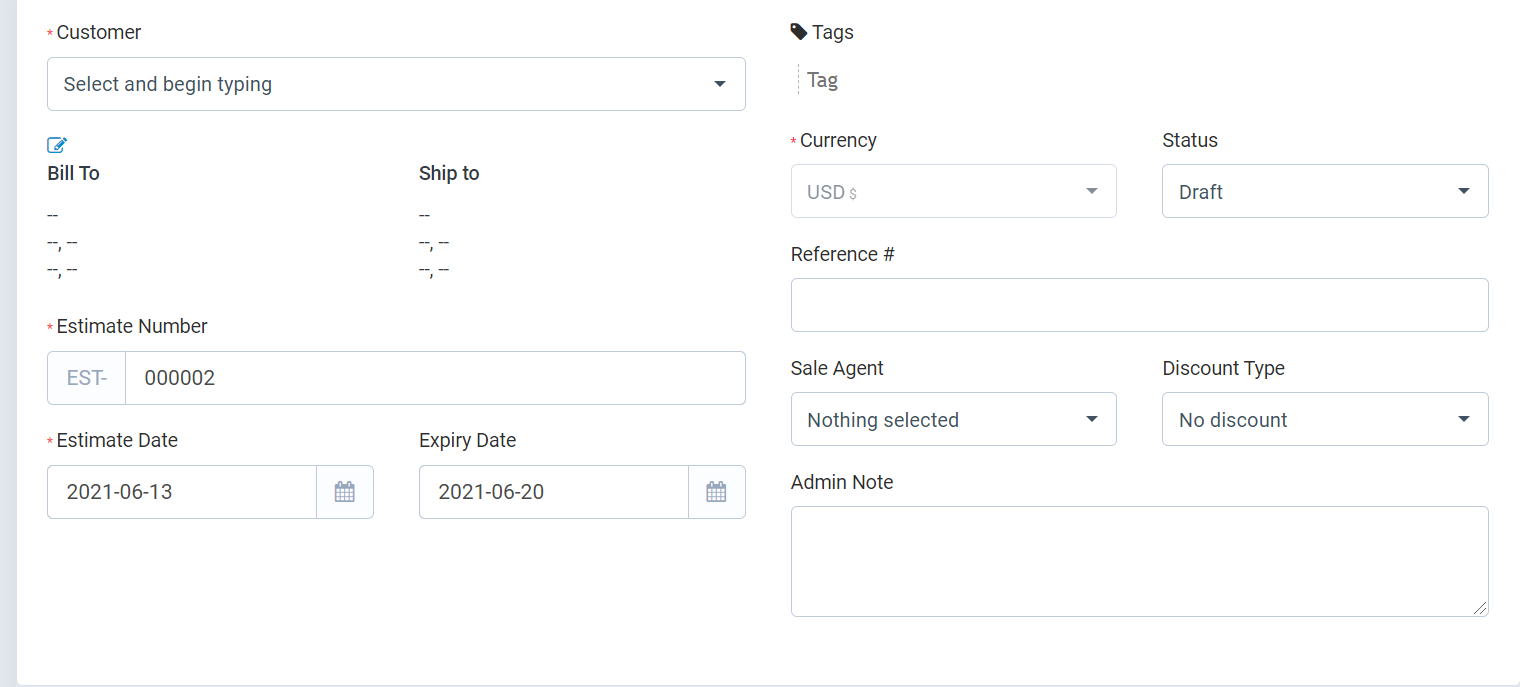 * Customer
Select and begin typing
Bill To
--
--, --
--, --
Ship to
--
--, --
--, --
* Estimate Number
EST- 000002
* Estimate Date
2021-06-13
Expiry Date
2021-06-20
Tags
Tag
* Currency
USD $
Status
Draft
Reference #
Sale Agent
Nothing selected
Discount Type
No discount
Admin Note